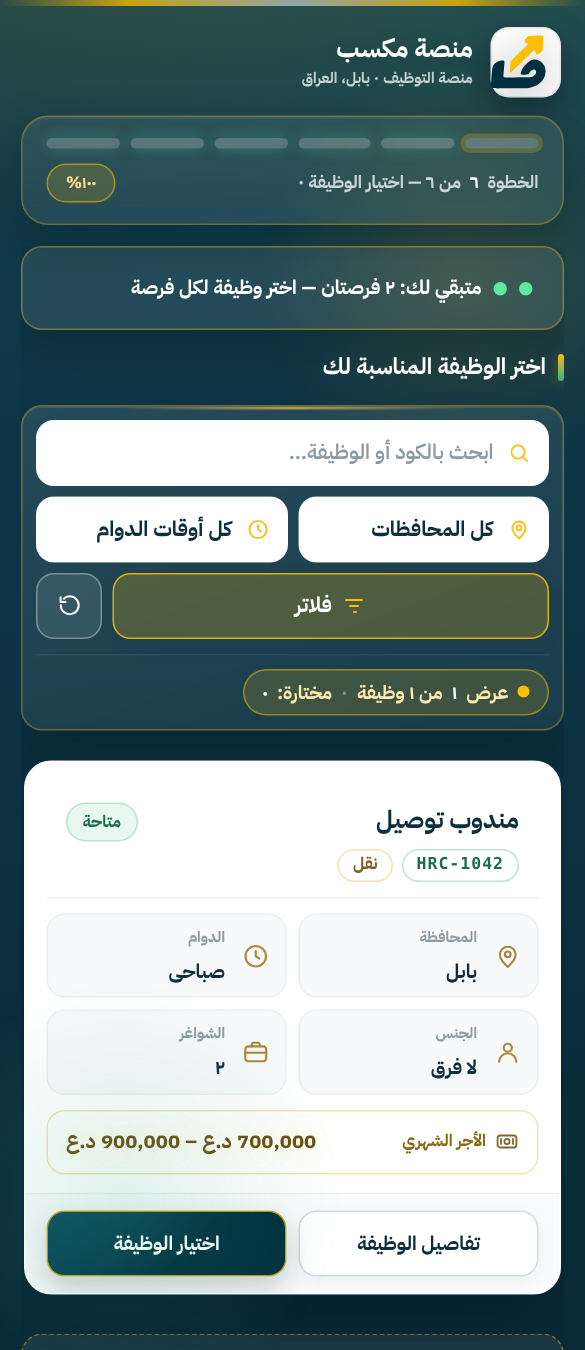 منصة مكسب
منصة التوظيف · بابل، العراق
الخطوة ٦ من ٦ — اختيار الوظيفة ·
٪١٠٠
متبقي لك: ٢ فرصتان — اختر وظيفة لكل فرصة
اختر الوظيفة المناسبة لك
ابحث بالكود أو الوظيفة...
كل المحافظات
كل أوقات الدوام
فلاتر
عرض ١ من ١ وظيفة · مختارة: ٠
مندوب توصيل
متاحة
HRC-1042
نقل
المحافظة
بابل
الدوام
صباحي
الجنس
لا فرق
الشواغر
٢
الأجر الشهري
700,000 د.ع – 900,000 د.ع
تفاصيل الوظيفة
اختيار الوظيفة